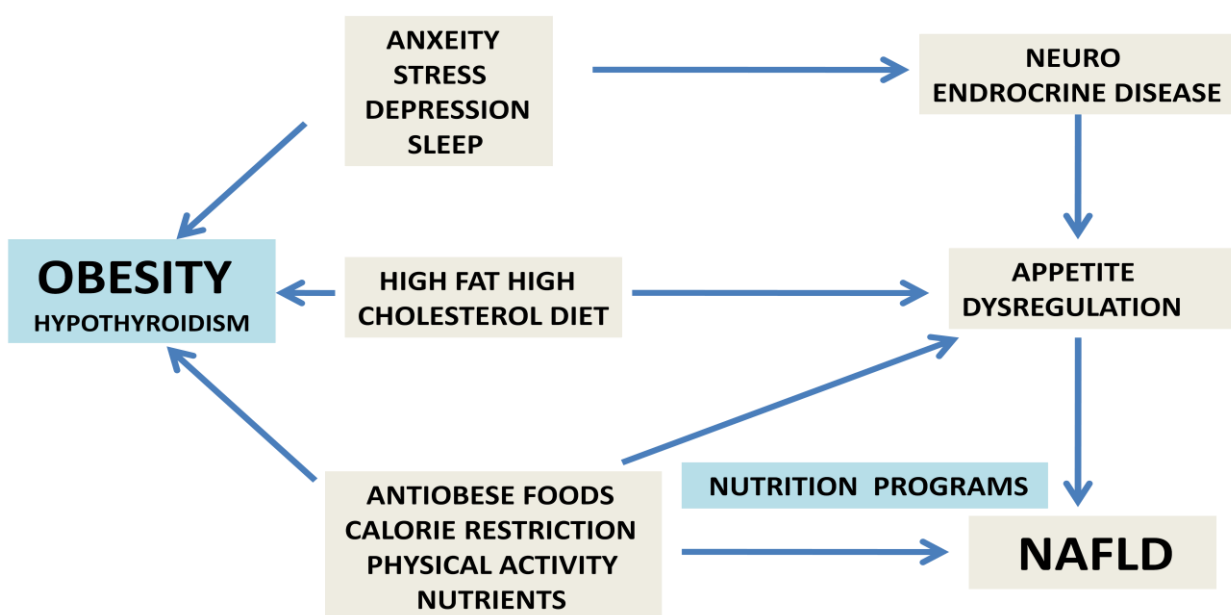 ANXEITY
STRESS
DEPRESSION
SLEEP
NEURO
ENDROCRINE DISEASE
OBESITY
HYPOTHYROIDISM
HIGH FAT HIGH
CHOLESTEROL DIET
APPETITE
DYSREGULATION
ANTIOBESE FOODS
CALORIE RESTRICTION
PHYSICAL ACTIVITY
NUTRIENTS
NUTRITION PROGRAMS
NAFLD